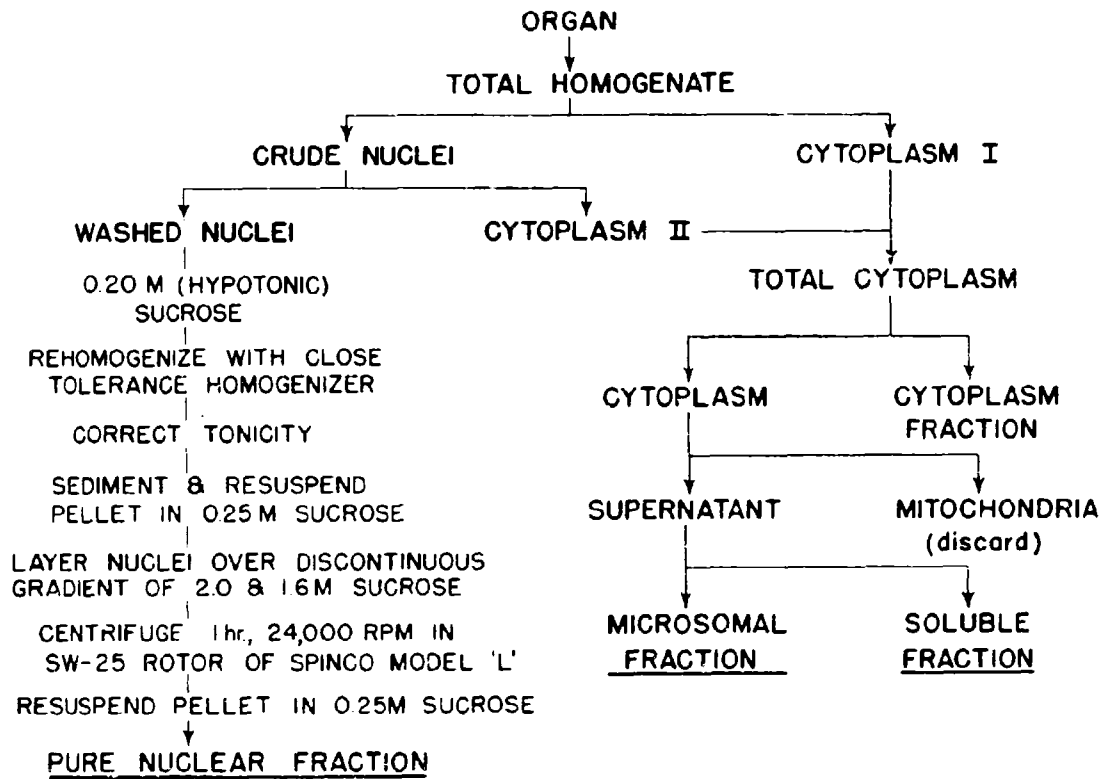 ORGAN
TOTAL HOMOGENATE
CRUDE NUCLEI
CYTOPLASM I
WASHED NUCLEI
CYTOPLASM II
0.20 M (HYPOTONIC)
SUCROSE
TOTAL CYTOPLASM
REHOMOGENIZE WITH CLOSE
TOLERANCE HOMOGENIZER
CYTOPLASM
CYTOPLASM
FRACTION
CORRECT TONICITY
SEDIMENT & RESUSPEND
PELLET IN 0.25 M SUCROSE
SUPERNATANT
MITOCHONDRIA
(discard)
LAYER NUCLEI OVER DISCONTINUOUS
GRADIENT OF 2.0 & 1.6M SUCROSE
CENTRIFUGE 1 hr., 24,000 RPM IN
SW-25 ROTOR OF SPINCO MODEL 'L'
MICROSOMAL
FRACTION
SOLUBLE
FRACTION
RESUSPEND PELLET IN 0.25M SUCROSE
PURE NUCLEAR FRACTION